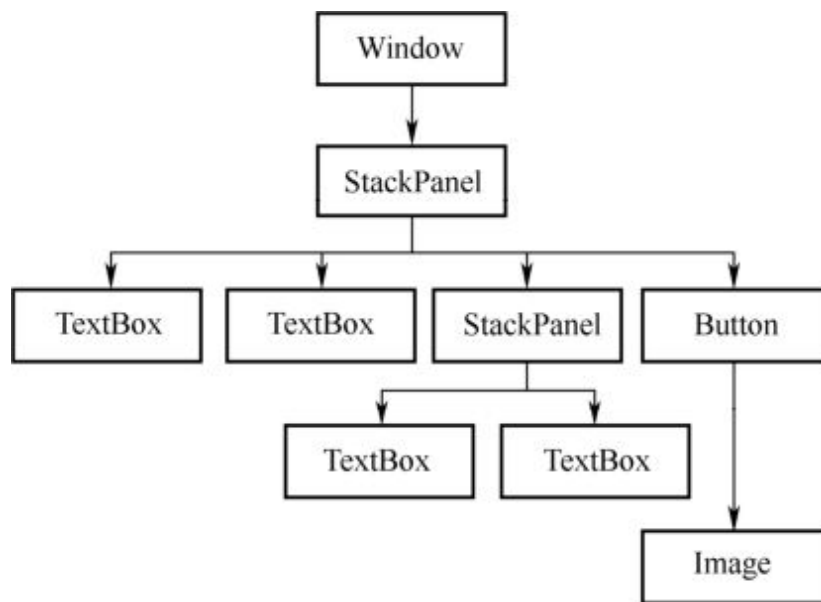 Window
StackPanel
TextBox
TextBox
StackPanel
Button
TextBox
TextBox
Image